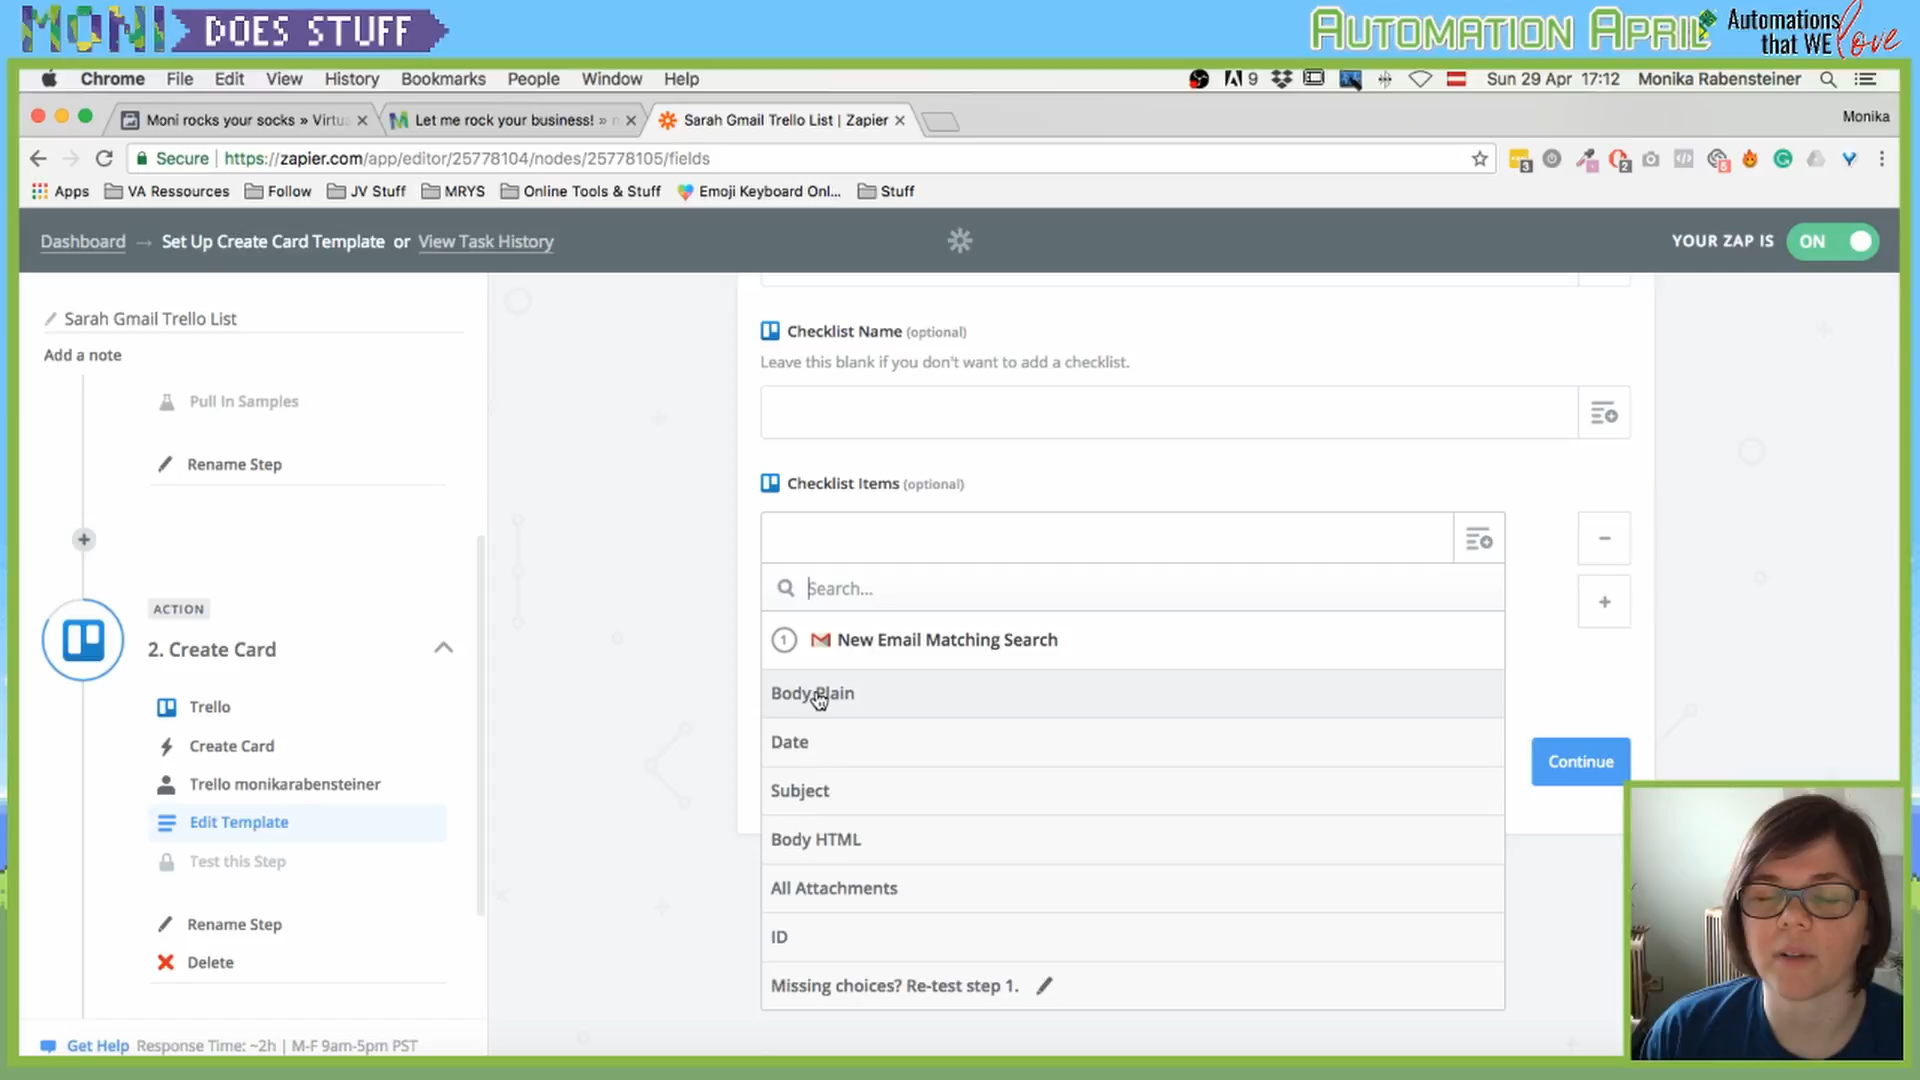 MONI DOES STUFF
AUTOMATION APRIL
Automations
that WE love
Chrome File Edit View History Bookmarks People Window Help
9
Sun 29 Apr 17:12 Monika Rabensteiner
Moni rocks your socks » Virtu
Let me rock your business! »
Sarah Gmail Trello List | Zapier
Monika
Secure https://zapier.com/app/editor/25778104/nodes/25778105/fields
3
2
5
Apps VA Ressources Follow JV Stuff MRYS Online Tools & Stuff Emoji Keyboard Onl... Stuff
Dashboard → Set Up Create Card Template or View Task History
YOUR ZAP IS ON
Sarah Gmail Trello List
Add a note
Pull In Samples
Rename Step
ACTION
2. Create Card
Trello
Create Card
Trello monikarabensteiner
Edit Template
Test this Step
Rename Step
Delete
Get Help Response Time: ~2h | M-F 9am-5pm PST
Checklist Name (optional)
Leave this blank if you don't want to add a checklist.
Checklist Items (optional)
Search...
1 New Email Matching Search
Body Plain
Date
Subject
Body HTML
All Attachments
ID
Missing choices? Re-test step 1.
Continue